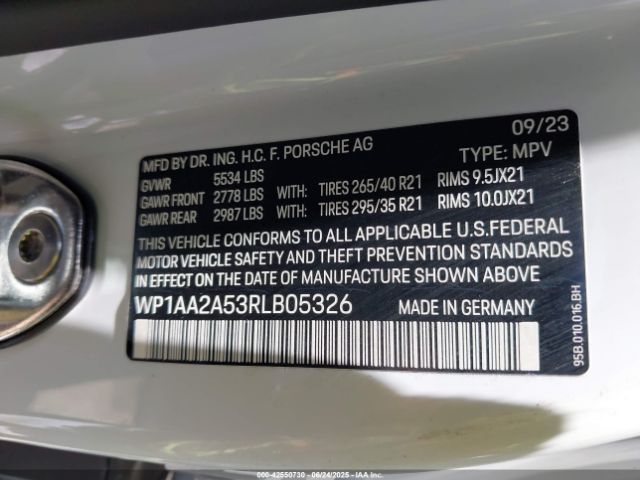 09/23
MFD BY DR. ING. H.C. F. PORSCHE AG
TYPE: MPV
GVWR 5534 LBS
GAWR FRONT 2778 LBS WITH: TIRES 265/40 R21 RIMS 9.5JX21
GAWR REAR 2987 LBS WITH: TIRES 295/35 R21 RIMS 10.0JX21
THIS VEHICLE CONFORMS TO ALL APPLICABLE U.S.FEDERAL
MOTOR VEHICLE SAFETY AND THEFT PREVENTION STANDARDS
IN EFFECT ON THE DATE OF MANUFACTURE SHOWN ABOVE
WP1AA2A53RLB05326 MADE IN GERMANY
95B.010.016.BH
000-42550730 - 06/24/2025 - IAAI.COM